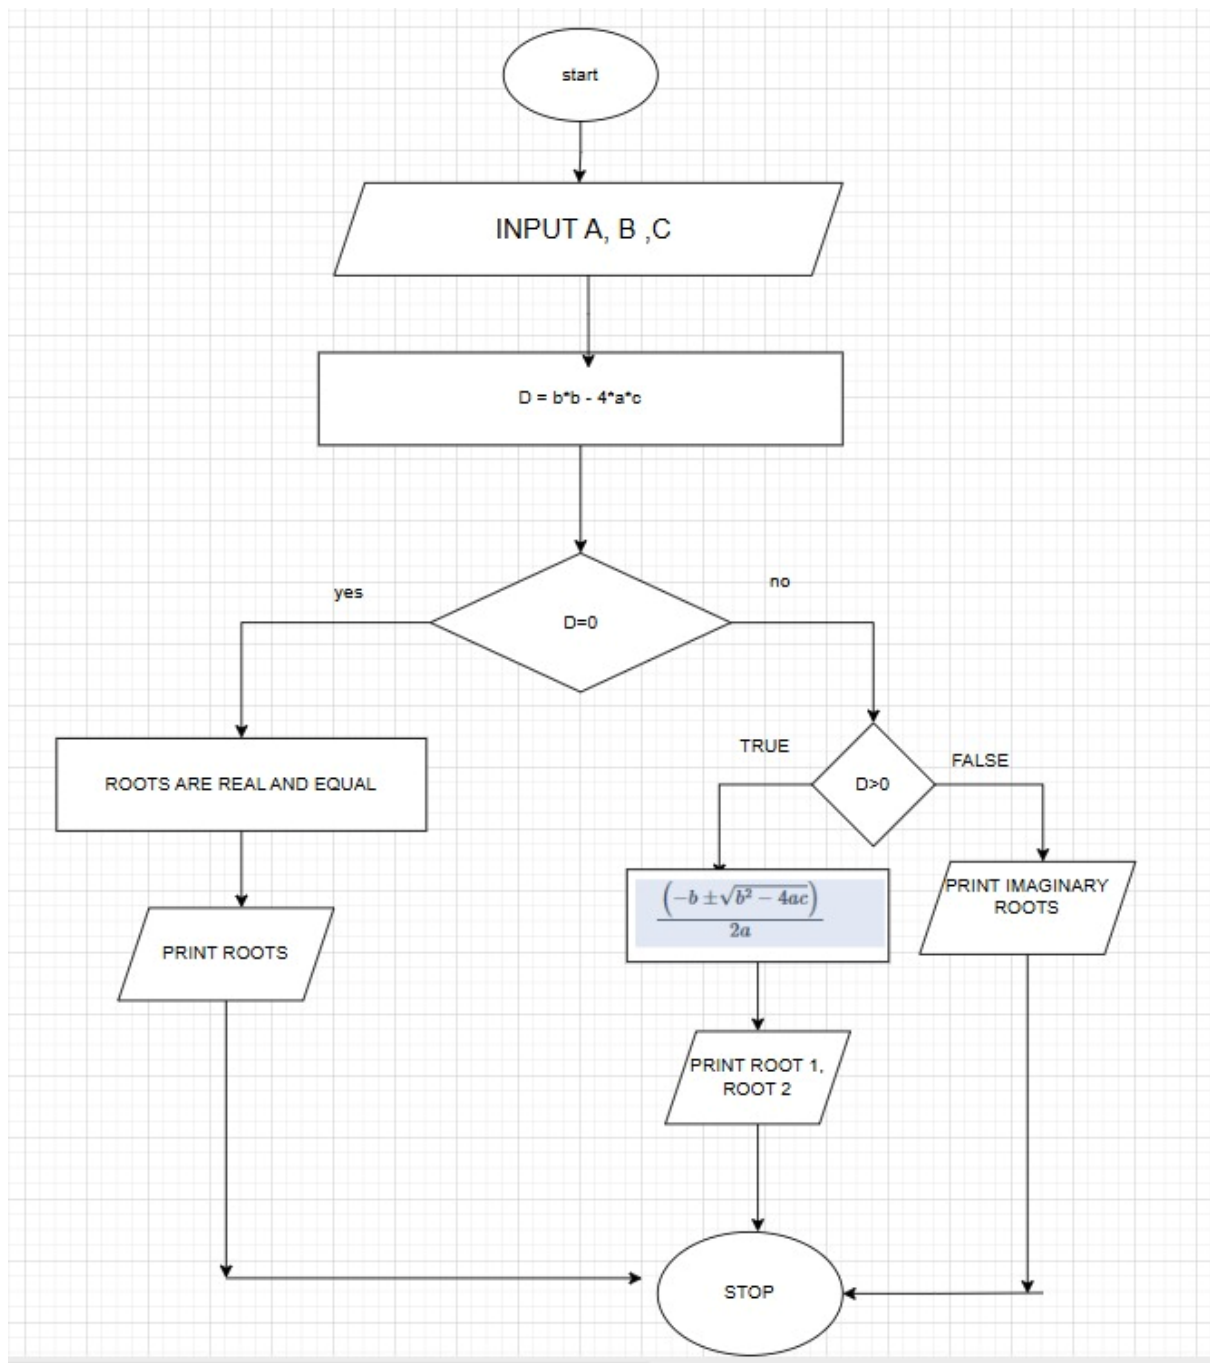 start
INPUT A, B ,C
D = b*b - 4*a*c
yes
no
D=0
TRUE
FALSE
D>0
ROOTS ARE REAL AND EQUAL
PRINT IMAGINARY
ROOTS
(-b ±√b² − 4ac)
2a
PRINT ROOTS
PRINT ROOT 1,
ROOT 2
STOP